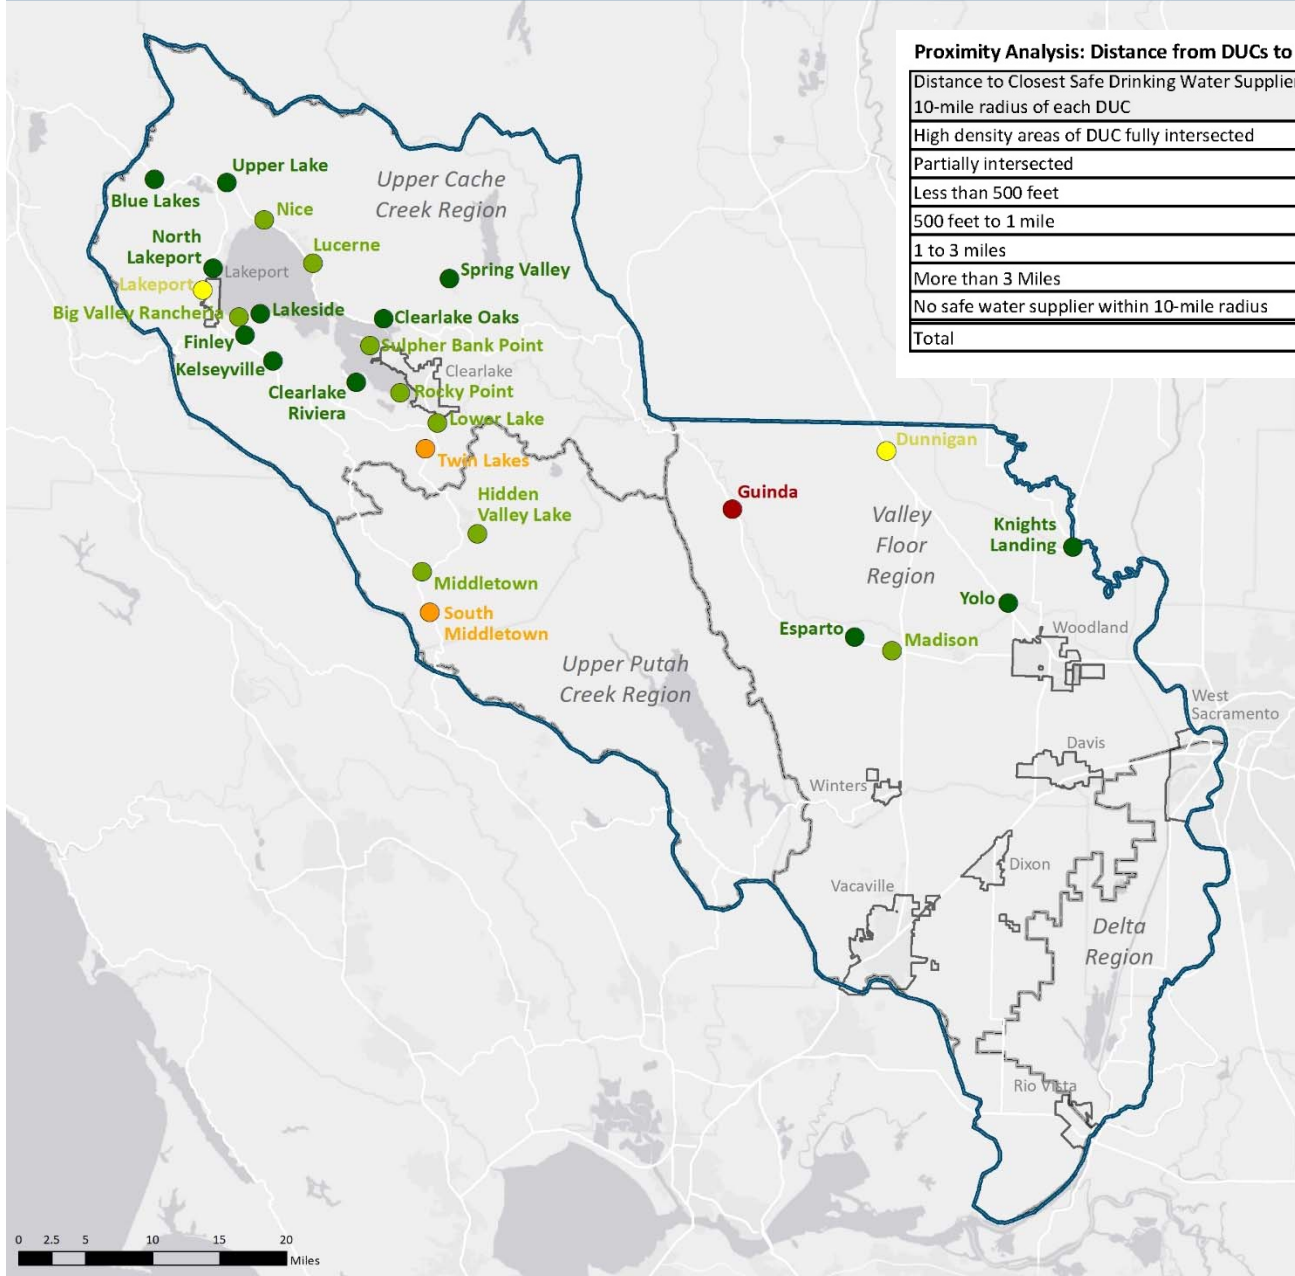 Proximity Analysis: Distance from DUCs to
Distance to Closest Safe Drinking Water Supplier
10-mile radius of each DUC
High density areas of DUC fully intersected
Partially intersected
Less than 500 feet
500 feet to 1 mile
1 to 3 miles
More than 3 Miles
No safe water supplier within 10-mile radius
Total
Upper Lake
Blue Lakes
Upper Cache
Creek Region
Nice
North
Lakeport
Lucerne
Lakeport
Spring Valley
Lakeport
Big Valley Rancheria
Lakeside
Clearlake Oaks
Finley
Sulpher Bank Point
Kelseyville
Clearlake
Clearlake
Riviera
Rocky Point
Lower Lake
Twin Lakes
Dunnigan
Guinda
Hidden
Valley Lake
Valley
Floor
Region
Knights
Landing
Middletown
Yolo
South
Middletown
Esparto
Madison
Woodland
Upper Putah
Creek Region
West
Sacramento
Davis
Winters
Dixon
Vacaville
Delta
Region
Rio Vista
0 2.5 5 10 15 20
Miles